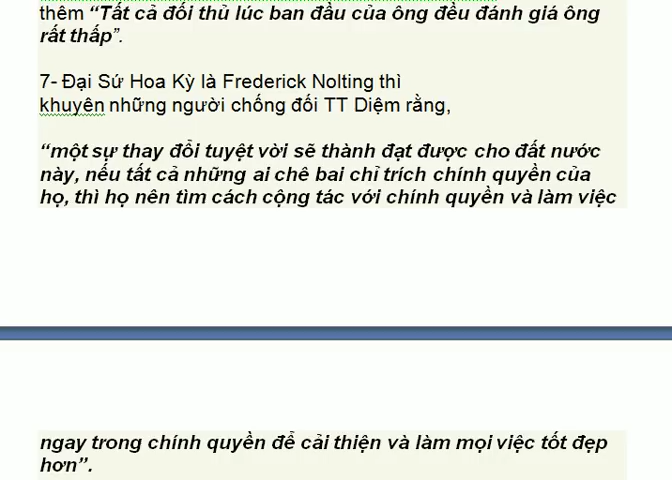 thêm “Tất cả đối thủ lúc ban đầu của ông đều đánh giá ông
rất thấp”.
7- Đại Sứ Hoa Kỳ là Frederick Nolting thì
khuyên những người chống đối TT Diệm rằng,
“một sự thay đổi tuyệt vời sẽ thành đạt được cho đất nước
này, nếu tất cả những ai chê bai chỉ trích chính quyền của
họ, thì họ nên tìm cách cộng tác với chính quyền và làm việc
ngay trong chính quyền để cải thiện và làm mọi việc tốt đẹp
hơn”.